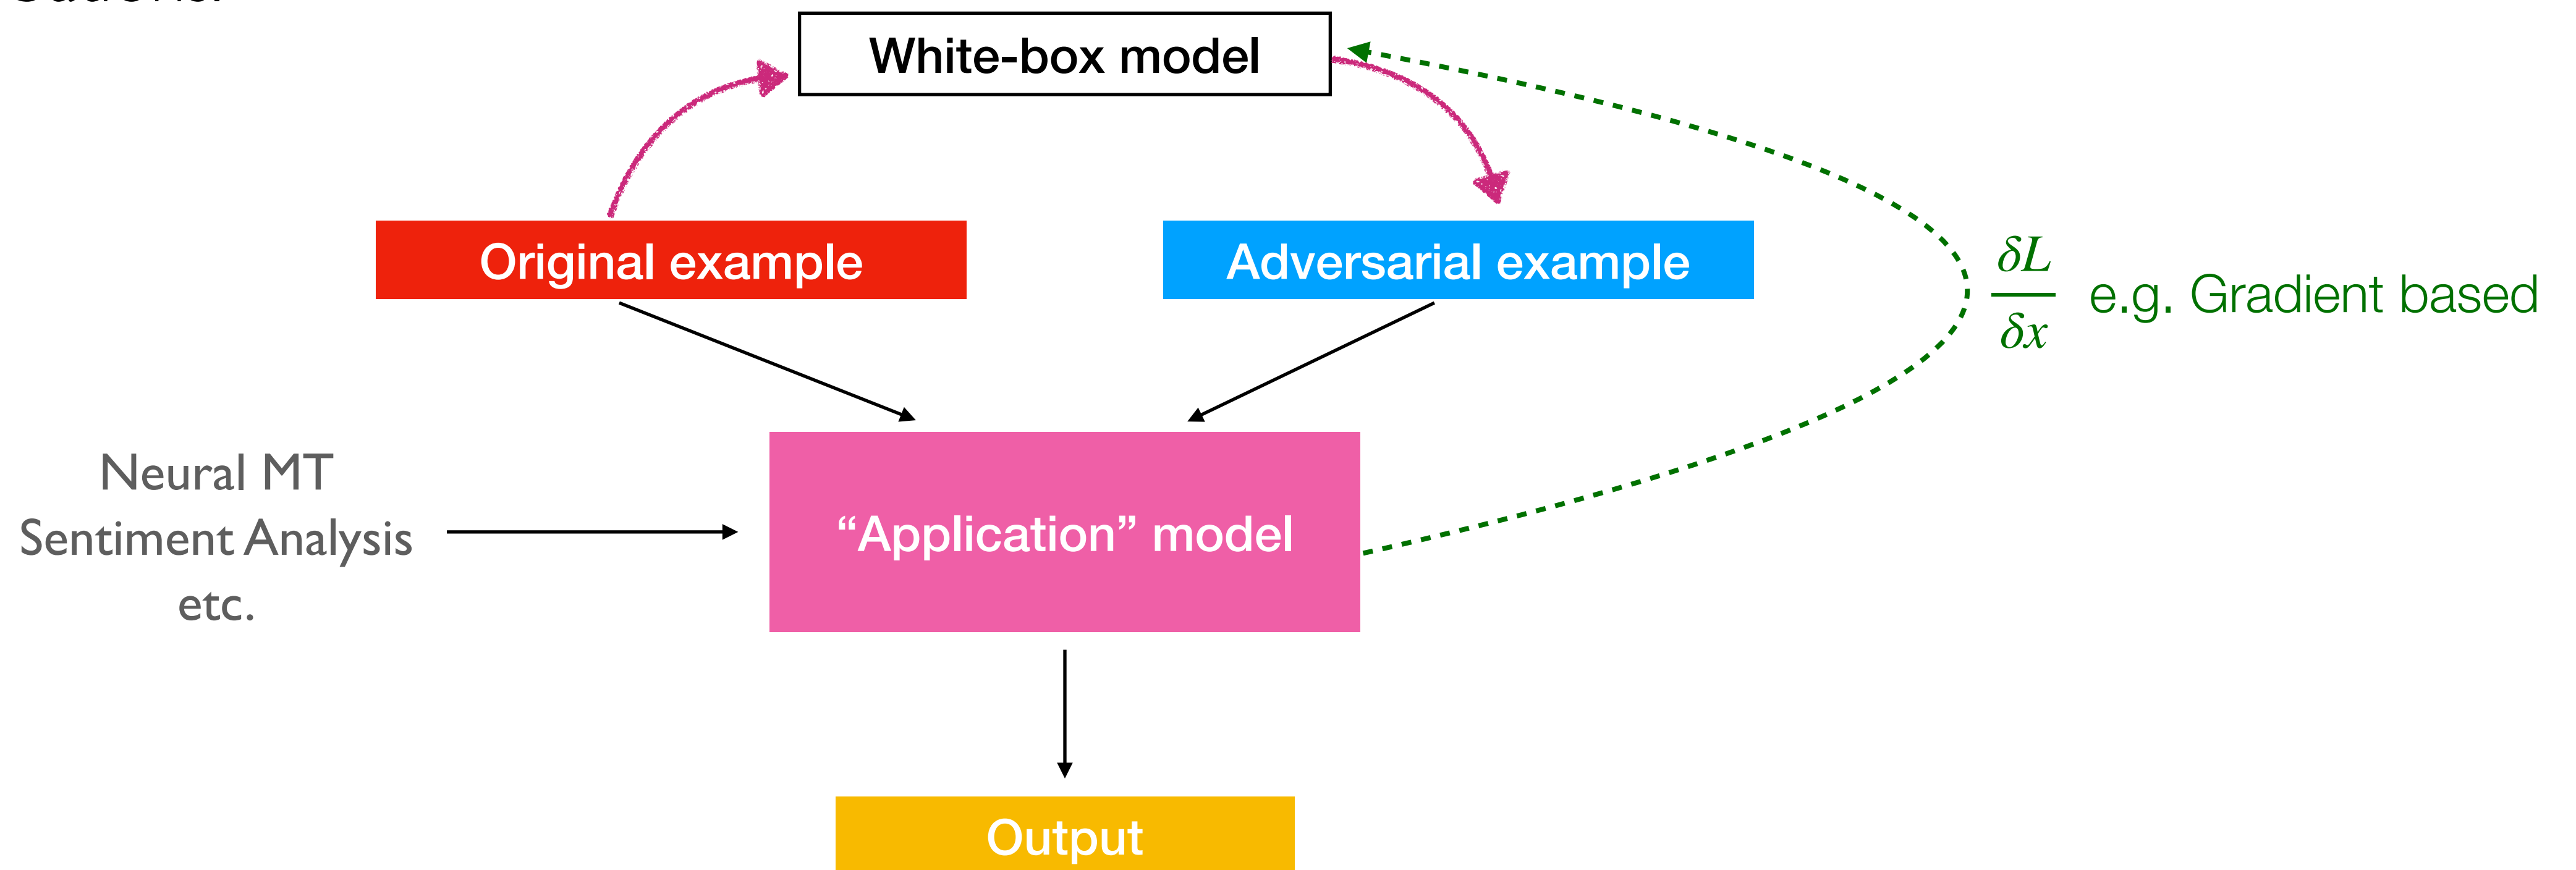 White-box model
Original example
Adversarial example
δL
δx
e.g. Gradient based
Neural MT
Sentiment Analysis
etc.
“Application” model
Output